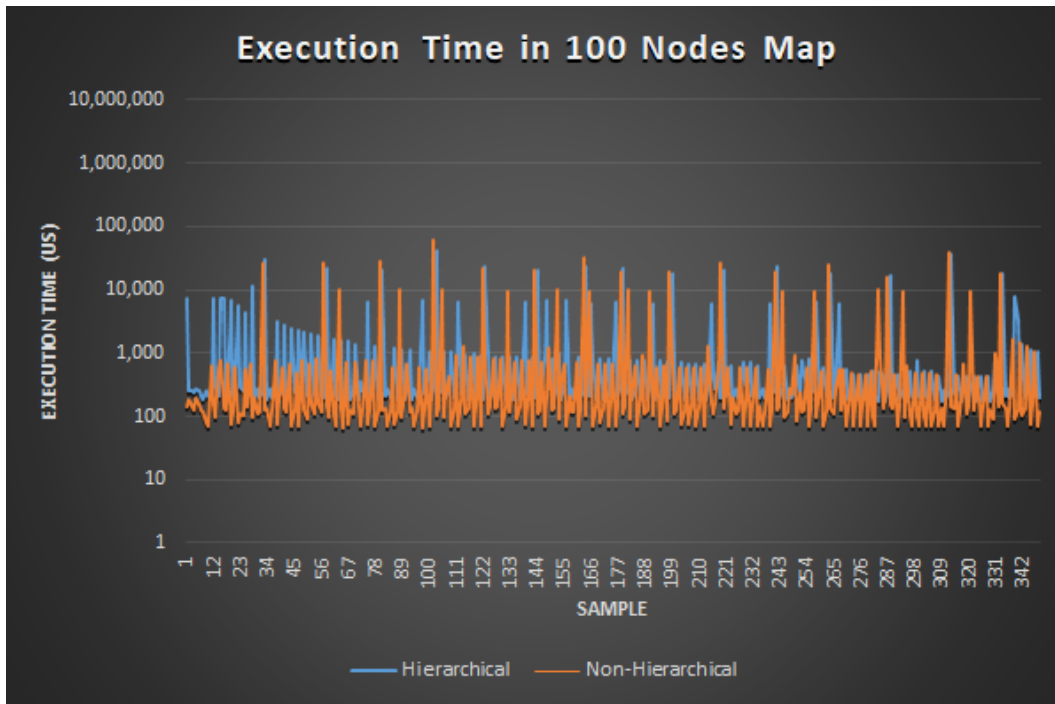 Execution Time in 100 Nodes Map
10,000,000
1,000,000
100,000
10,000
1,000
100
10
1
EXECUTION TIME (US)
1 12 23 34 45 56 67 78 89 100 111 122 133 144 155 166 177 188 199 210 221 232 243 254 265 276 287 298 309 320 331 342
SAMPLE
Hierarchical Non-Hierarchical